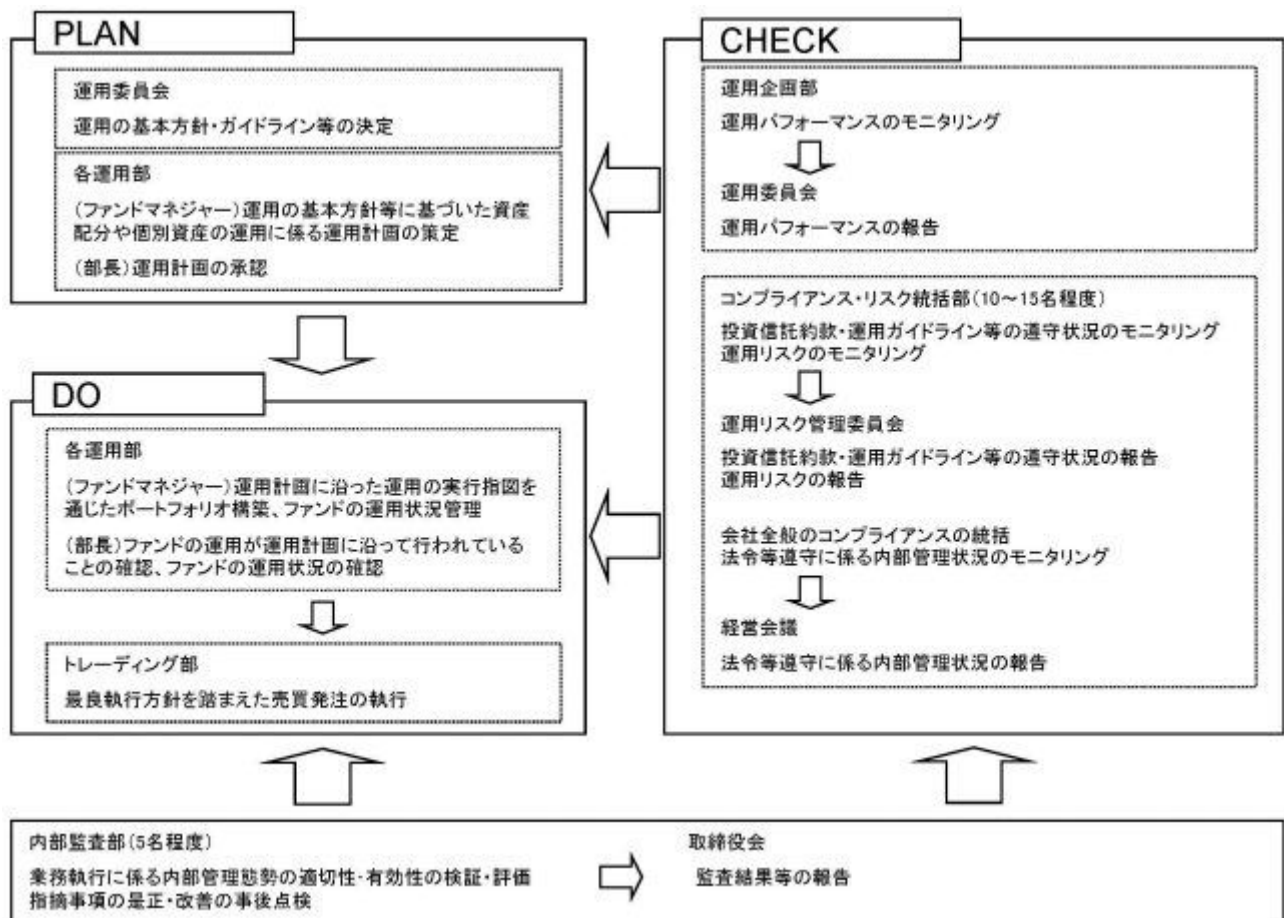 PLAN
運用委員会
運用の基本方針・ガイドライン等の決定
各運用部
(ファンドマネジャー)運用の基本方針等に基づいた資産
配分や個別資産の運用に係る運用計画の策定
(部長)運用計画の承認
DO
各運用部
(ファンドマネジャー)運用計画に沿った運用の実行指図を
通じたポートフォリオ構築、ファンドの運用状況管理
(部長)ファンドの運用が運用計画に沿って行われている
ことの確認、ファンドの運用状況の確認
トレーディング部
最良執行方針を踏まえた売買発注の執行
CHECK
運用企画部
運用パフォーマンスのモニタリング
運用委員会
運用パフォーマンスの報告
コンプライアンス・リスク統括部(10~15名程度)
投資信託約款・運用ガイドライン等の遵守状況のモニタリング
運用リスクのモニタリング
運用リスク管理委員会
投資信託約款・運用ガイドライン等の遵守状況の報告
運用リスクの報告
会社全般のコンプライアンスの統括
法令等遵守に係る内部管理状況のモニタリング
経営会議
法令等遵守に係る内部管理状況の報告
内部監査部(5名程度)
業務執行に係る内部管理態勢の適切性・有効性の検証・評価
指摘事項の是正・改善の事後点検
取締役会
監査結果等の報告